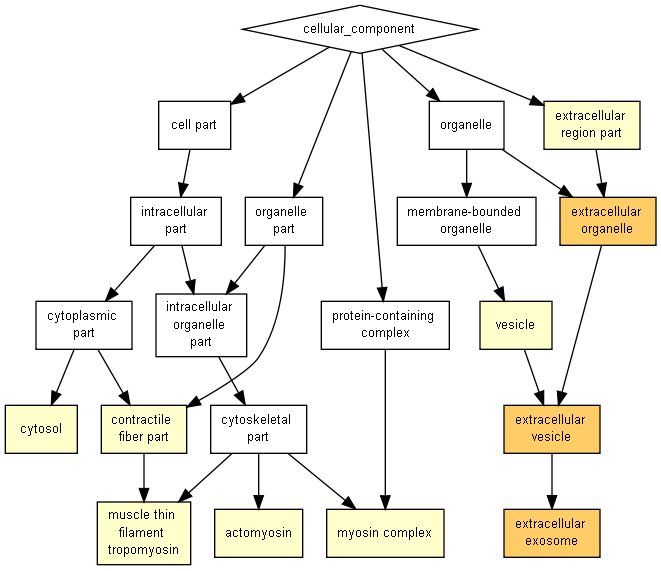 cellular_component
cell part
organelle
extracellular
region part
intracellular
part
organelle
part
membrane-bounded
organelle
extracellular
organelle
cytoplasmic
part
intracellular
organelle
part
protein-containing
complex
vesicle
cytosol
contractile
fiber part
cytoskeletal
part
extracellular
vesicle
muscle thin
filament
tropomyosin
actomyosin
myosin complex
extracellular
exosome